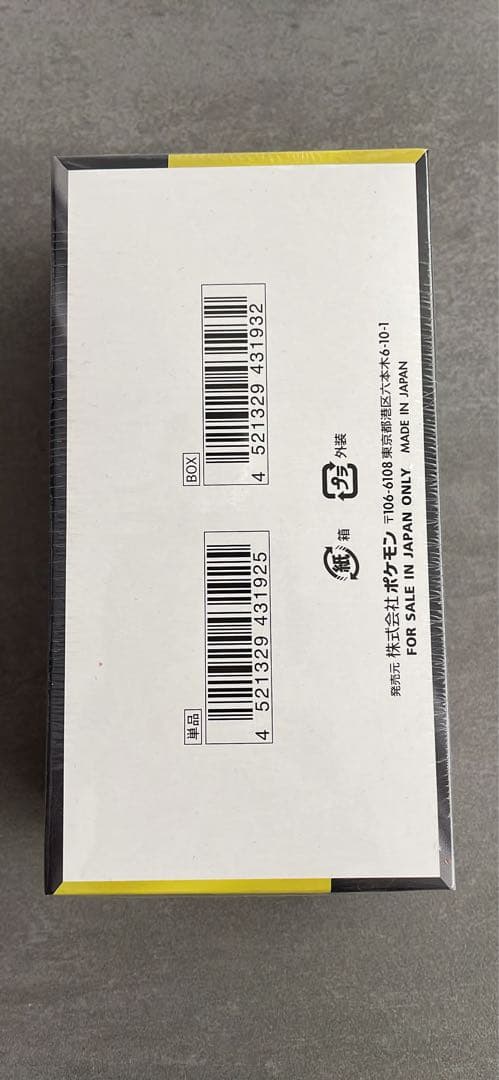 単品
4 521329 431925
BOX
4 521329 431932
紙 箱
プラ 外装
発売元 株式会社 ポケモン 〒106-6108 東京都港区六本木6-10-1
FOR SALE IN JAPAN ONLY MADE IN JAPAN